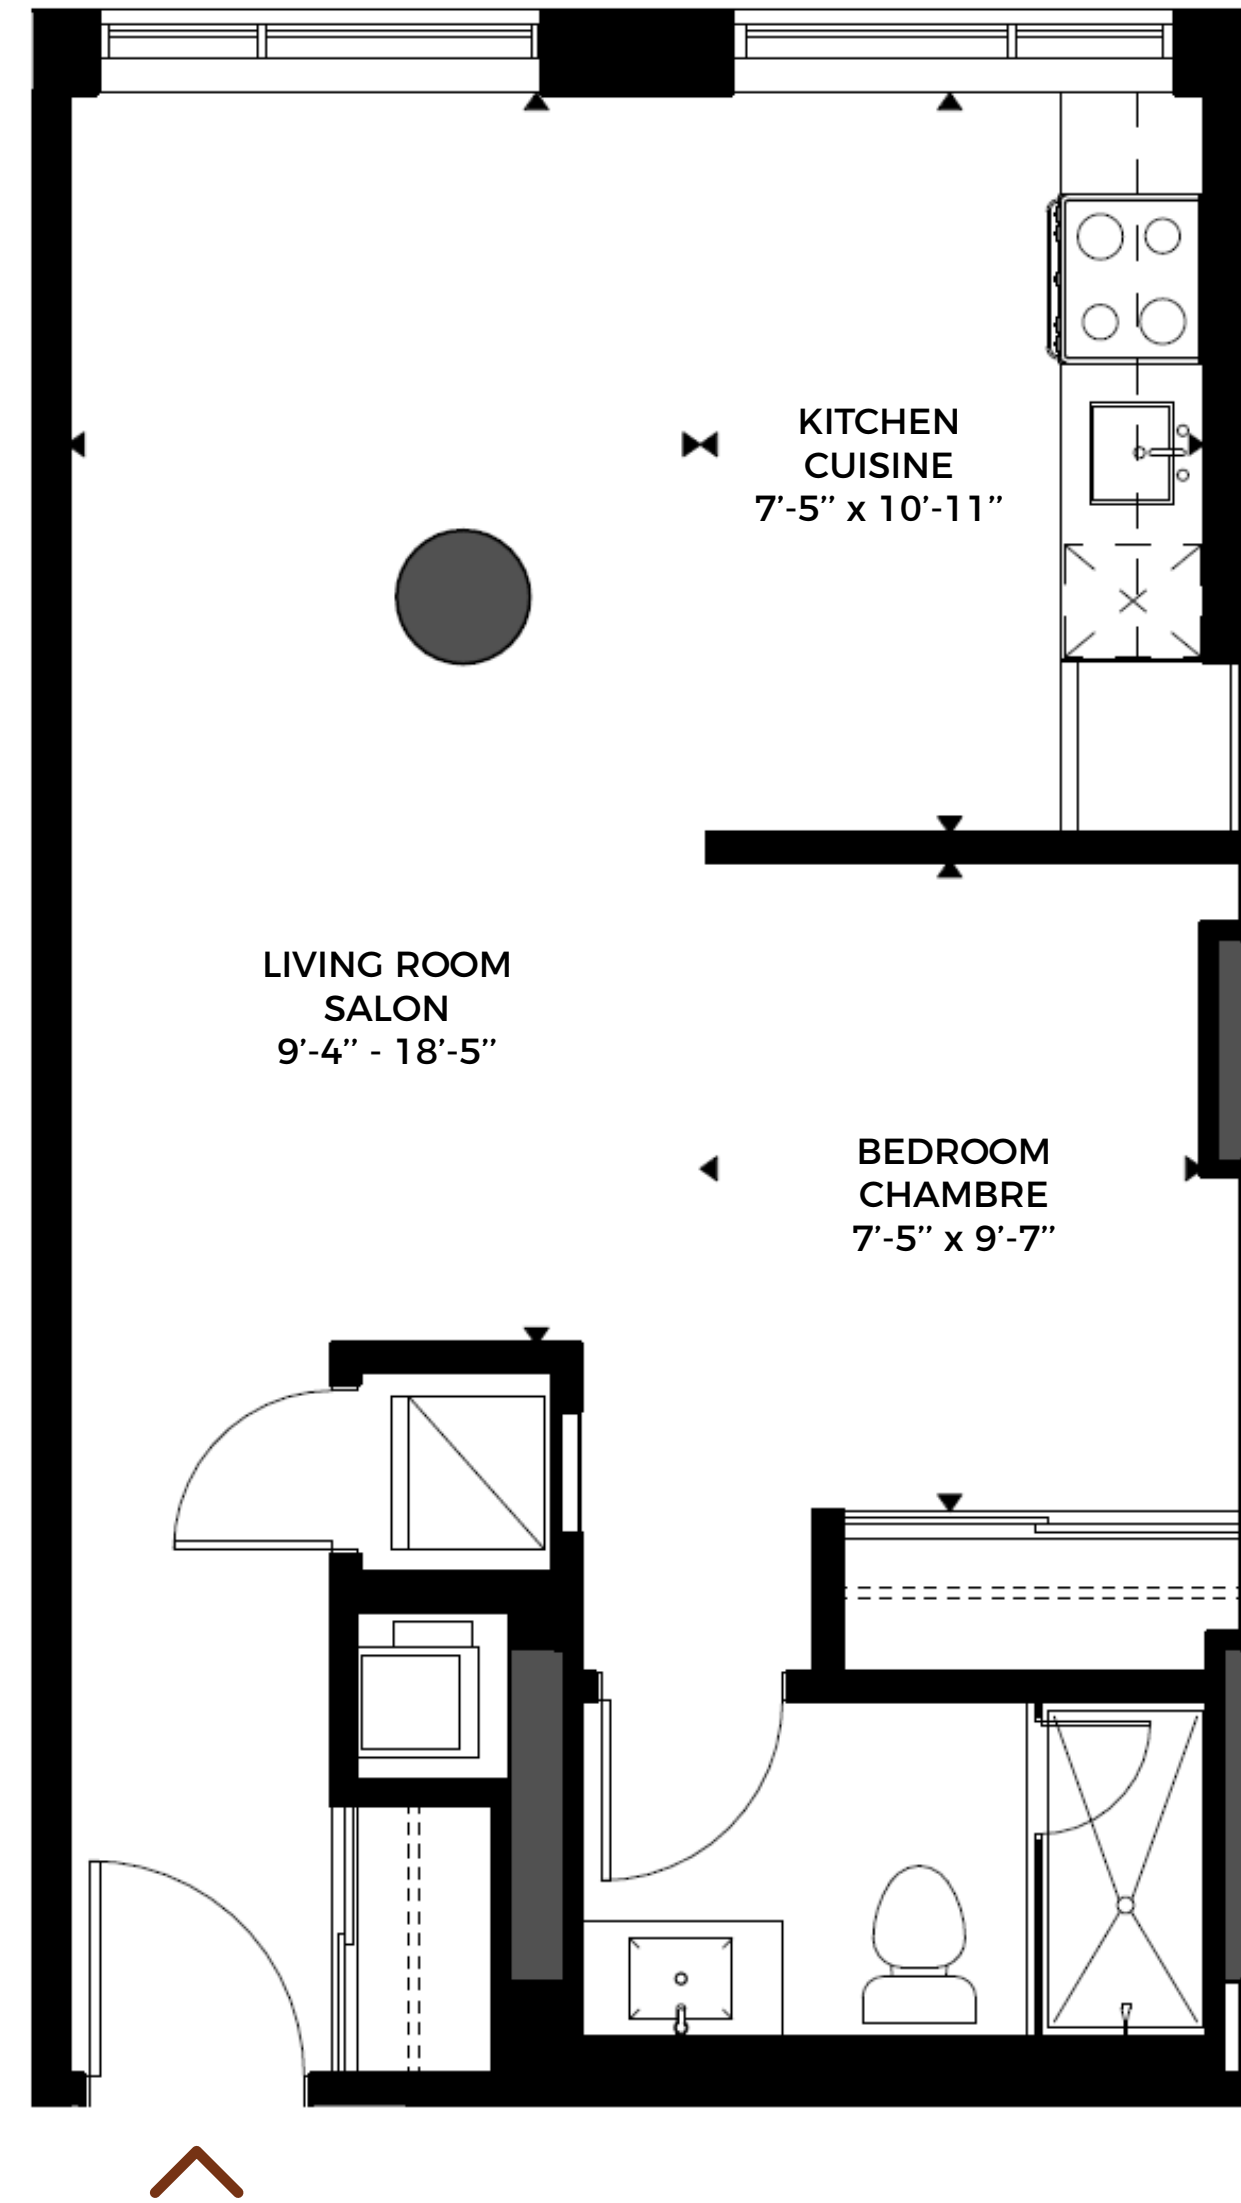 KITCHEN
CUISINE
7’-5’’ x 10’-11’’
LIVING ROOM
SALON
9’-4’’ - 18’-5’’
BEDROOM
CHAMBRE
7’-5’’ x 9’-7’’